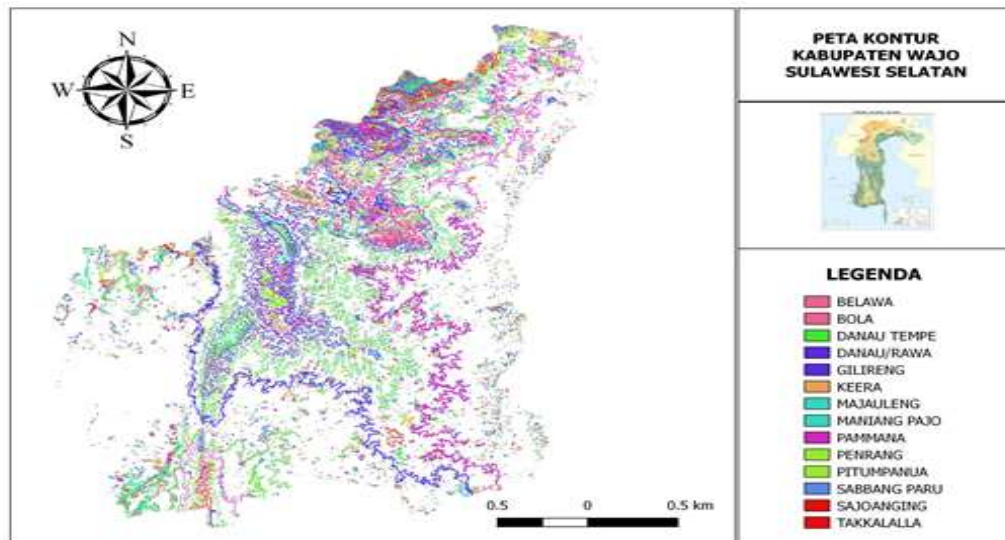 N
W E
S
0.5 0 0.5 km
PETA KONTUR
KABUPATEN WAJO
SULAWESI SELATAN
LEGENDA
BELAWA
BOLA
DANAU TEMPE
DANAU/RAWA
GILIRENG
KEERA
MAJAULENG
MANIANG PAJO
PAMMANA
PENRANG
PITUMPANUA
SABBANG PARU
SAJOANGING
TAKKALALLA